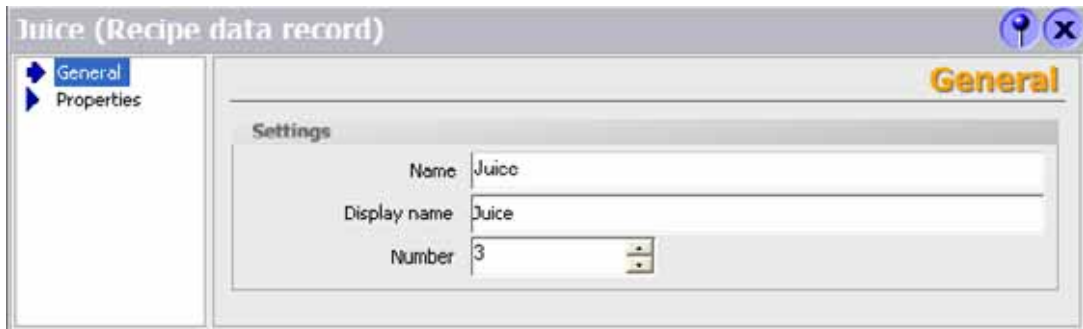 Juice (Recipe data record)
General
Properties
General
Settings
Name Juice
Display name Juice
Number 3